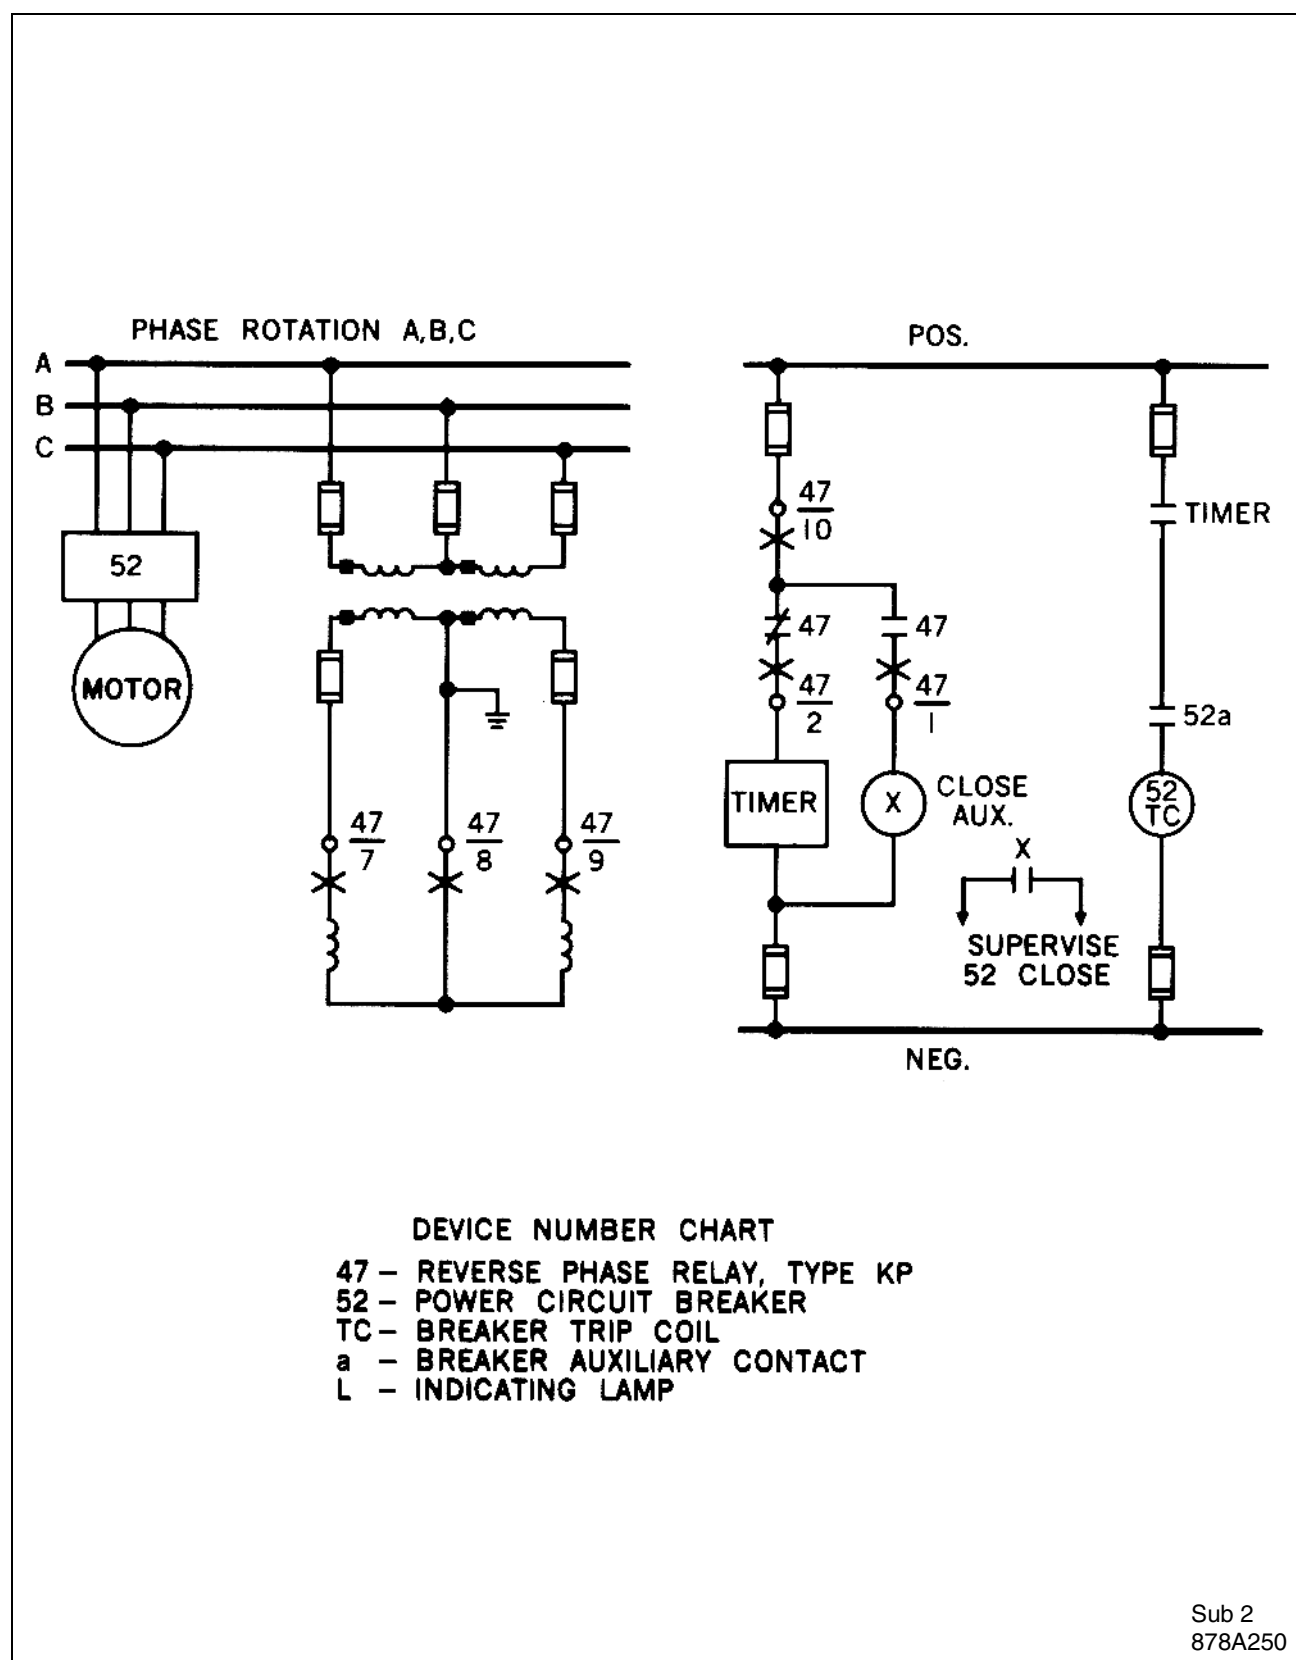 PHASE ROTATION A,B,C
A
B
C
52
MOTOR
47
7
47
8
47
9
POS.
47
10
47
47
47
2
47
1
TIMER
X
CLOSE
AUX.
X
SUPERVISE
52 CLOSE
TIMER
52a
52
TC
NEG.
DEVICE NUMBER CHART
47 – REVERSE PHASE RELAY, TYPE KP
52 – POWER CIRCUIT BREAKER
TC – BREAKER TRIP COIL
a – BREAKER AUXILIARY CONTACT
L – INDICATING LAMP
Sub 2
878A250